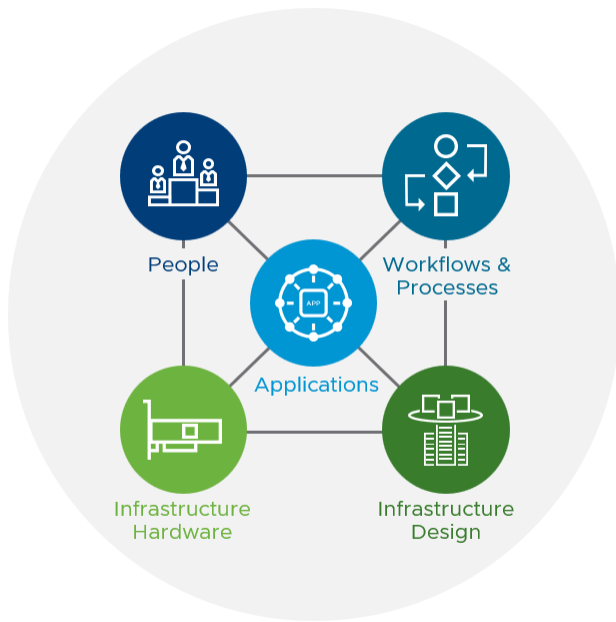 People
Workflows &
Processes
APP
Applications
Infrastructure
Hardware
Infrastructure
Design